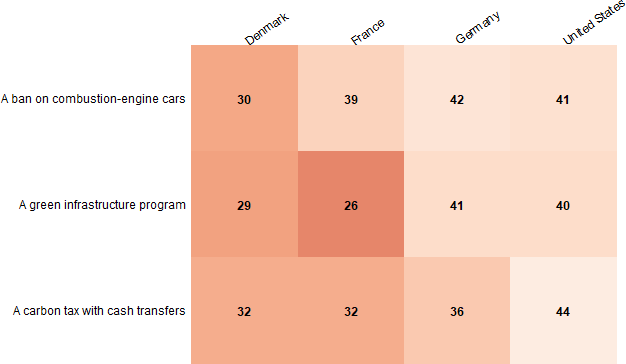 Denmark France Germany United States
A ban on combustion-engine cars 30 39 42 41
A green infrastructure program 29 26 41 40
A carbon tax with cash transfers 32 32 36 44